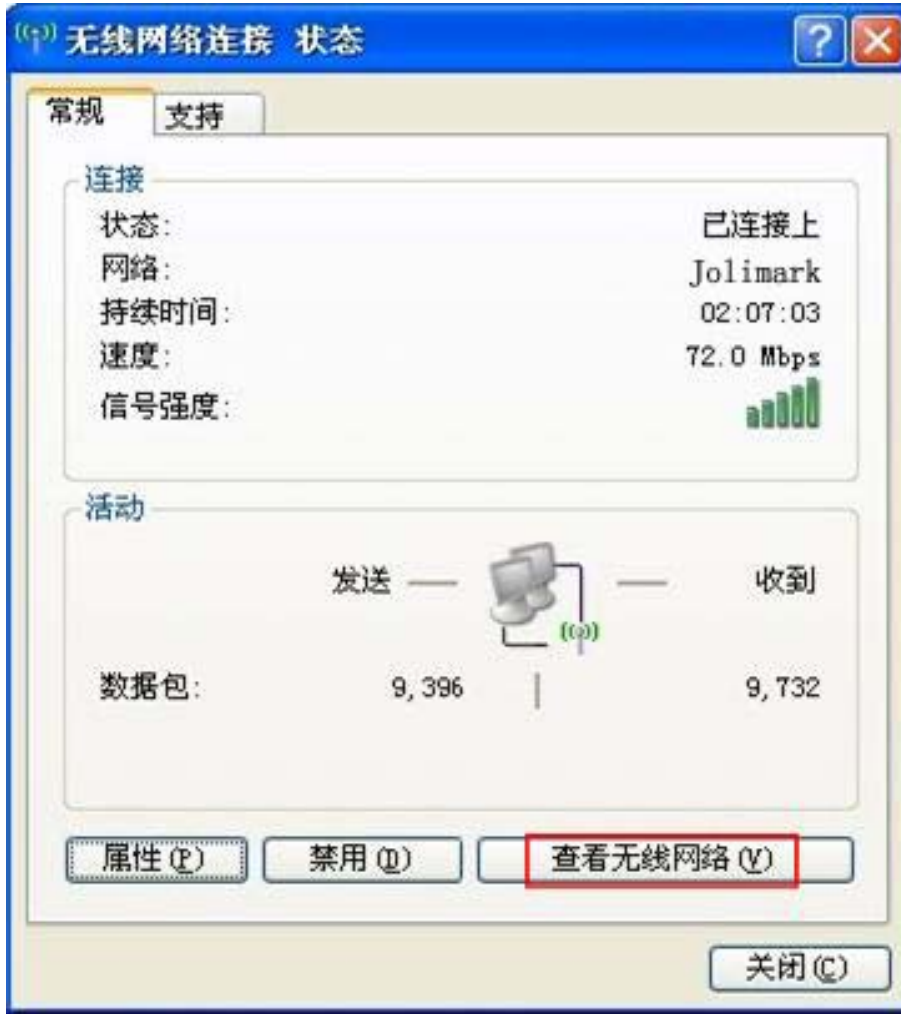 无线网络连接 状态
常规 支持
连接
状态: 已连接上
网络: Jolimark
持续时间: 02:07:03
速度: 72.0 Mbps
信号强度:
活动
发送 — — 收到
数据包: 9,396 | 9,732
属性(P) 禁用(D) 查看无线网络(V)
关闭(C)